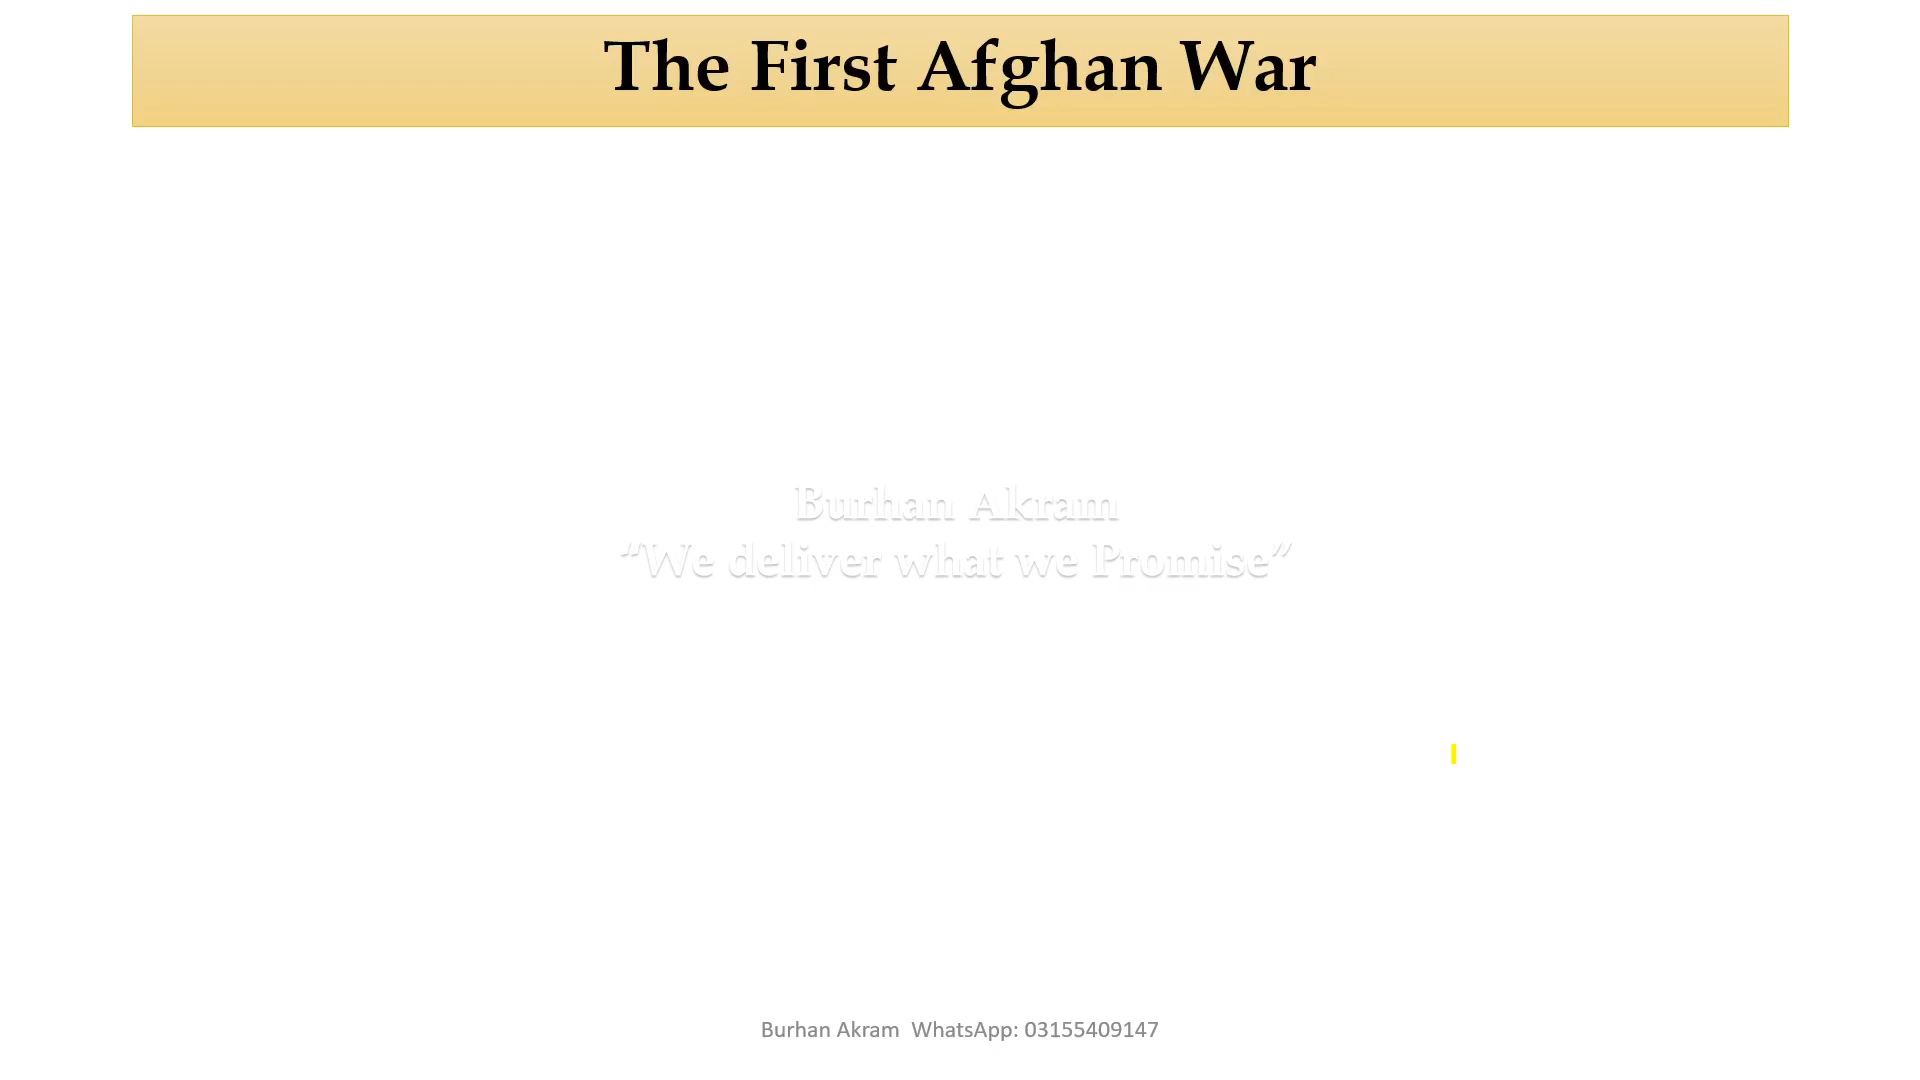 The First Afghan War
Burhan Akram
“We deliver what we Promise”
Burhan Akram  WhatsApp: 03155409147